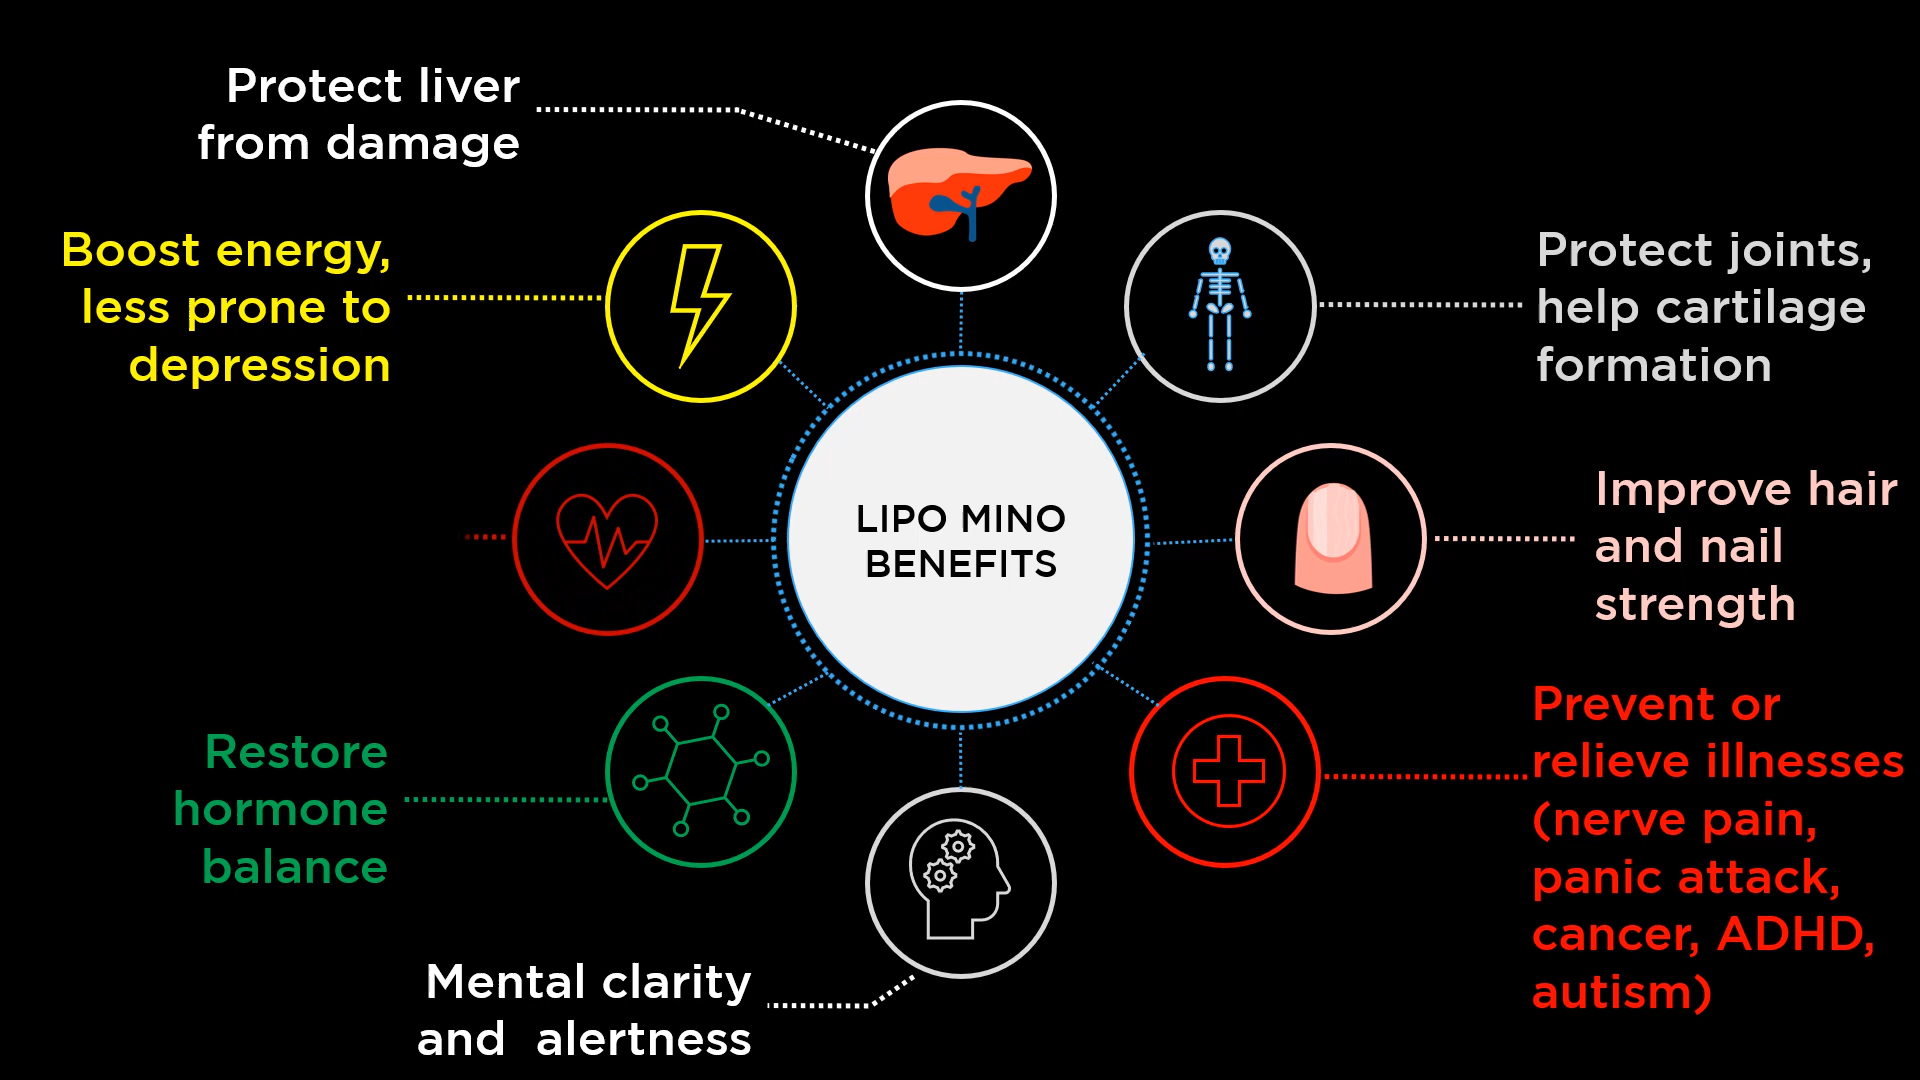 Protect liver
from damage
Boost energy,
less prone to
depression
Protect joints,
help cartilage
formation
LIPO MINO
BENEFITS
Improve hair
and nail
strength
Restore
hormone
balance
Prevent or
relieve illnesses
(nerve pain,
panic attack,
cancer, ADHD,
autism)
Mental clarity
and  alertness